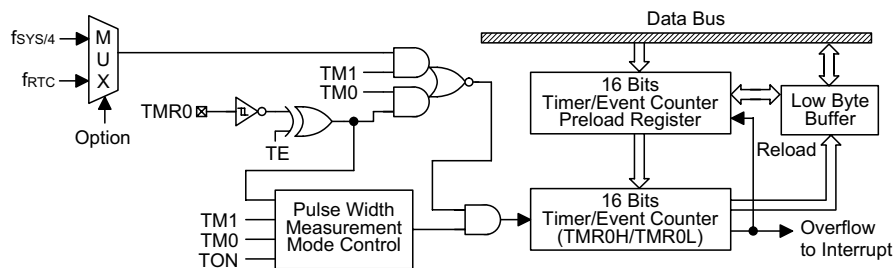 Data Bus
fSYS/4
M
U
X
fRTC
Option
TM1
TM0
TMR0
TE
16 Bits
Timer/Event Counter
Preload Register
Low Byte
Buffer
Reload
TM1
TM0
TON
Pulse Width
Measurement
Mode Control
16 Bits
Timer/Event Counter
(TMR0H/TMR0L)
Overflow
to Interrupt